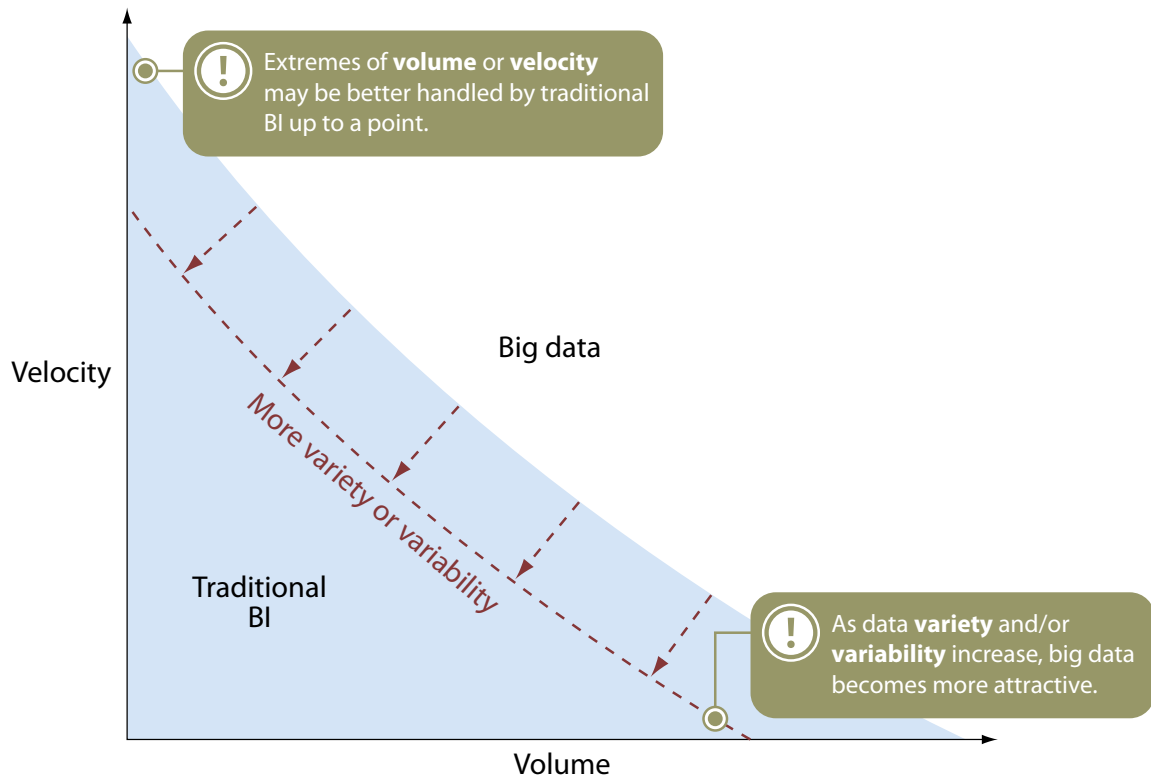 Extremes of volume or velocity
may be better handled by traditional
BI up to a point.
Big data
Velocity
More variety or variability
Traditional
BI
As data variety and/or
variability increase, big data
becomes more attractive.
Volume